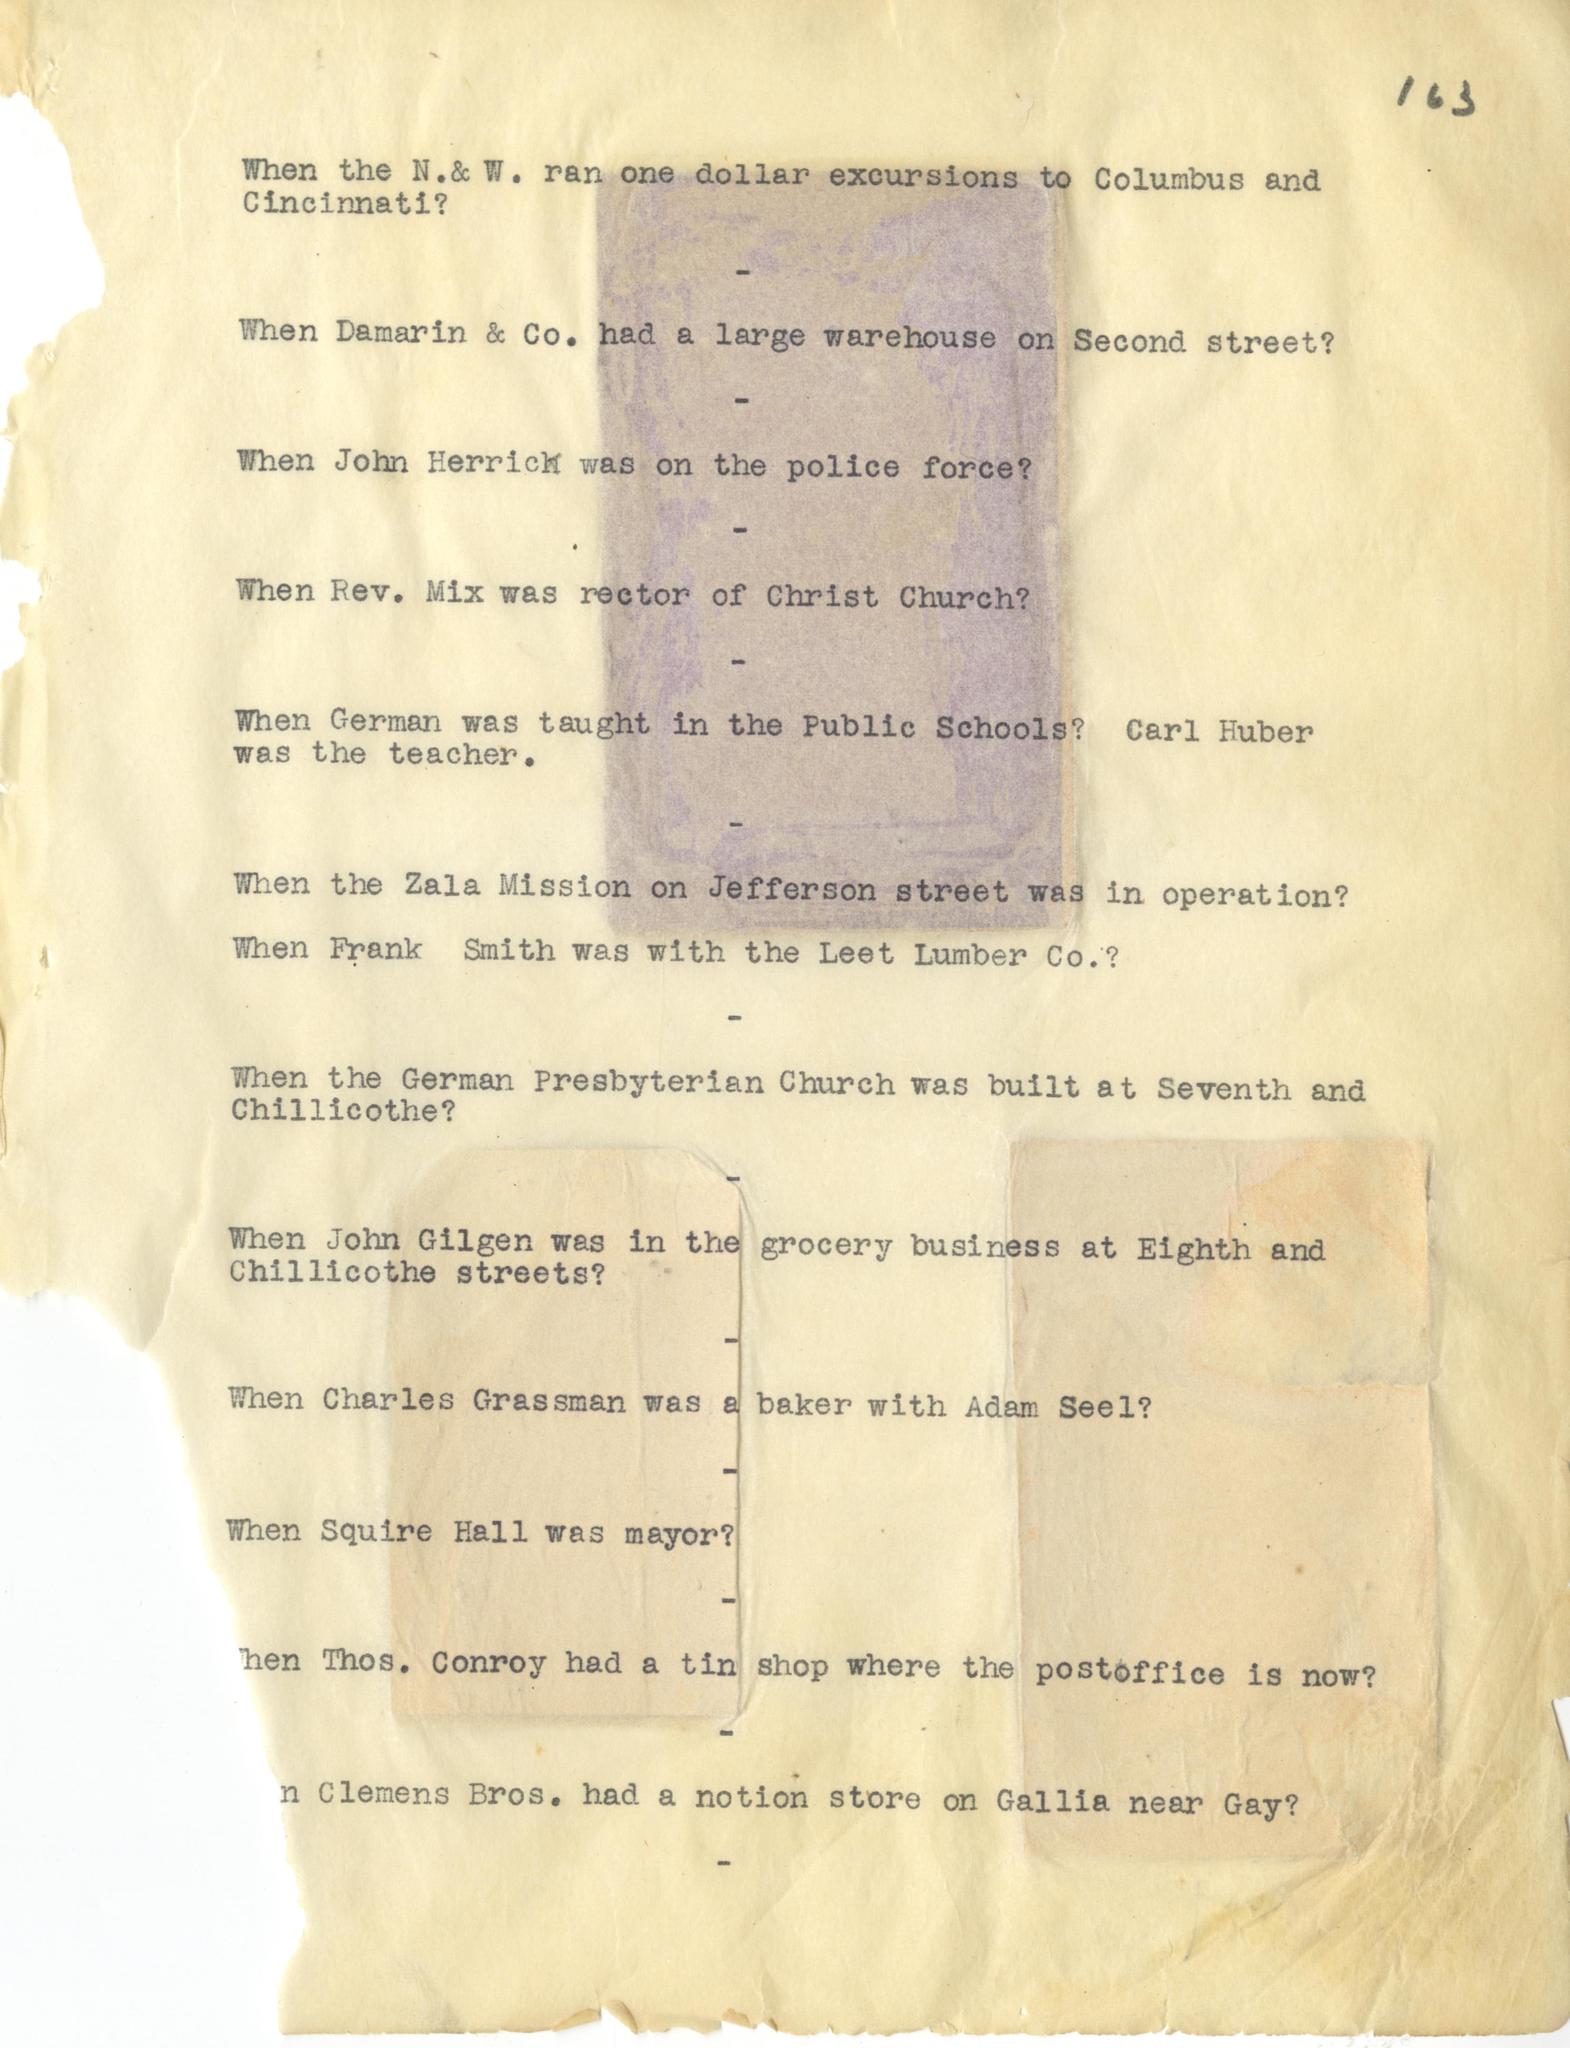 163
When the N.& W. ran one dollar excursions to Columbus and
Cincinnati?
-
When Damarin & Co. had a large warehouse on Second street?
-
When John Herrick was on the police force?
-
When Rev. Mix was rector of Christ Church?
-
When German was taught in the Public Schools?  Carl Huber
was the teacher.
-
When the Zala Mission on Jefferson street was in operation?
When Frank  Smith was with the Leet Lumber Co.?
-
When the German Presbyterian Church was built at Seventh and
Chillicothe?
-
When John Gilgen was in the grocery business at Eighth and
Chillicothe streets?
-
When Charles Grassman was a baker with Adam Seel?
-
When Squire Hall was mayor?
-
hen Thos. Conroy had a tin shop where the postoffice is now?
-
n Clemens Bros. had a notion store on Gallia near Gay?
-